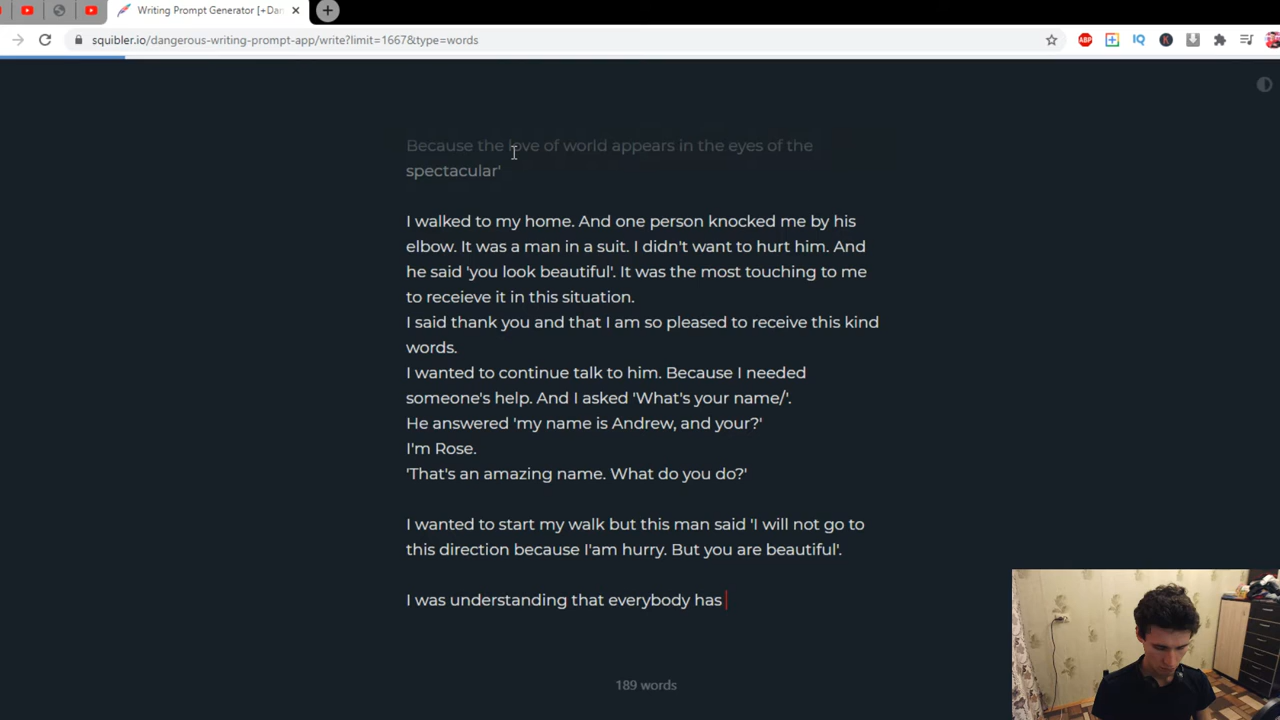 Writing Prompt Generator [+Dan
squibler.io/dangerous-writing-prompt-app/write?limit=1667&type=words
ABP
IQ
K
Because the love of world appears in the eyes of the
spectacular'
I walked to my home. And one person knocked me by his
elbow. It was a man in a suit. I didn't want to hurt him. And
he said 'you look beautiful'. It was the most touching to me
to receieve it in this situation.
I said thank you and that I am so pleased to receive this kind
words.
I wanted to continue talk to him. Because I needed
someone's help. And I asked 'What's your name/'.
He answered 'my name is Andrew, and your?'
I'm Rose.
'That's an amazing name. What do you do?'
I wanted to start my walk but this man said 'I will not go to
this direction because I'am hurry. But you are beautiful'.
I was understanding that everybody has
189 words